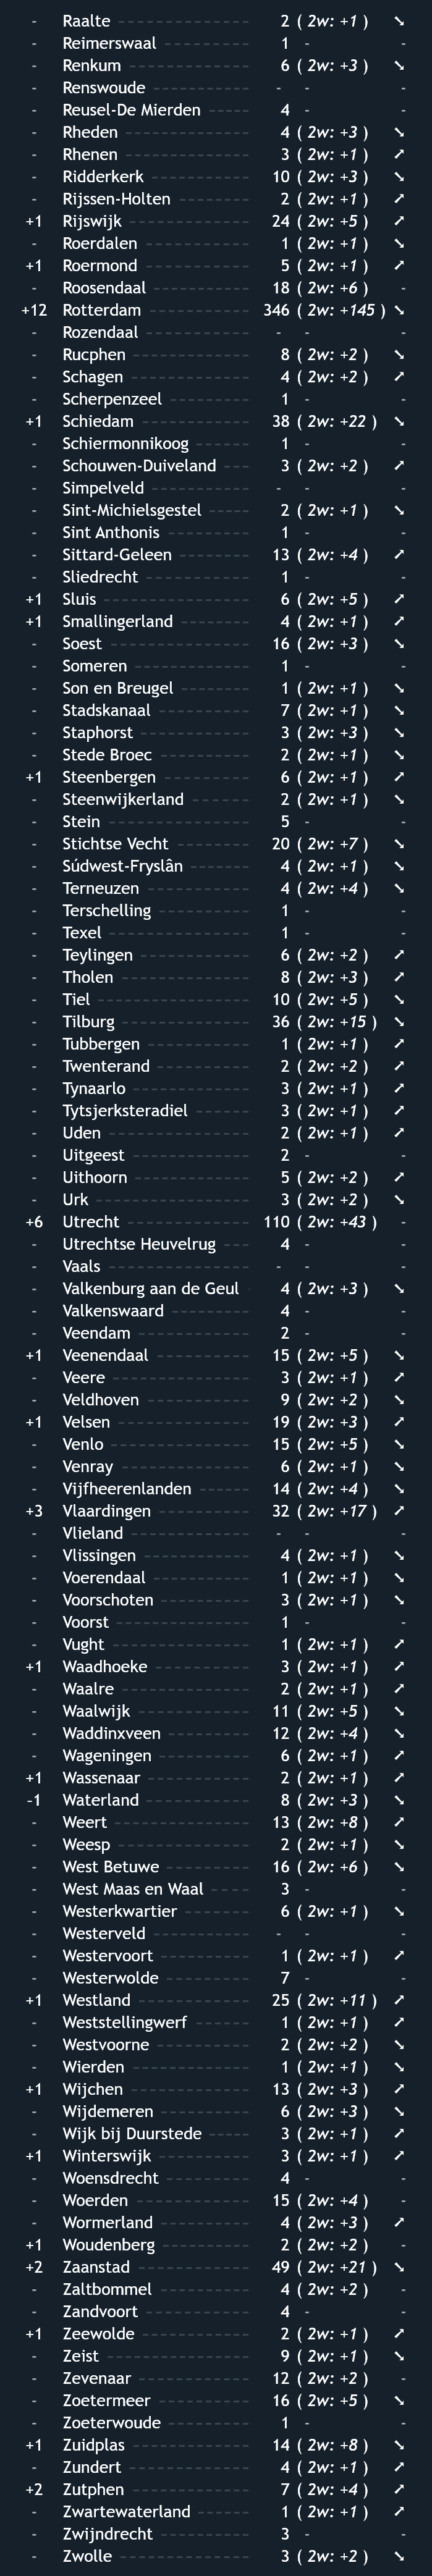 - Raalte 2 ( 2w: +1 ) ↘
- Reimerswaal 1 - -
- Renkum 6 ( 2w: +3 ) ↘
- Renswoude - - -
- Reusel-De Mierden 4 - -
- Rheden 4 ( 2w: +3 ) ↘
- Rhenen 3 ( 2w: +1 ) ↗
- Ridderkerk 10 ( 2w: +3 ) ↘
- Rijssen-Holten 2 ( 2w: +1 ) ↗
+1 Rijswijk 24 ( 2w: +5 ) ↗
- Roerdalen 1 ( 2w: +1 ) ↘
+1 Roermond 5 ( 2w: +1 ) ↗
- Roosendaal 18 ( 2w: +6 ) -
+12 Rotterdam 346 ( 2w: +145 ) ↘
- Rozendaal - - -
- Rucphen 8 ( 2w: +2 ) ↘
- Schagen 4 ( 2w: +2 ) ↗
- Scherpenzeel 1 - -
+1 Schiedam 38 ( 2w: +22 ) ↘
- Schiermonnikoog 1 - -
- Schouwen-Duiveland 3 ( 2w: +2 ) ↗
- Simpelveld - - -
- Sint-Michielsgestel 2 ( 2w: +1 ) ↘
- Sint Anthonis 1 - -
- Sittard-Geleen 13 ( 2w: +4 ) ↗
- Sliedrecht 1 - -
+1 Sluis 6 ( 2w: +5 ) ↗
+1 Smallingerland 4 ( 2w: +1 ) ↗
- Soest 16 ( 2w: +3 ) ↘
- Someren 1 - -
- Son en Breugel 1 ( 2w: +1 ) ↘
- Stadskanaal 7 ( 2w: +1 ) ↘
- Staphorst 3 ( 2w: +3 ) ↘
- Stede Broec 2 ( 2w: +1 ) ↘
+1 Steenbergen 6 ( 2w: +1 ) ↗
- Steenwijkerland 2 ( 2w: +1 ) ↘
- Stein 5 - -
- Stichtse Vecht 20 ( 2w: +7 ) ↘
- Súdwest-Fryslân 4 ( 2w: +1 ) ↘
- Terneuzen 4 ( 2w: +4 ) ↘
- Terschelling 1 - -
- Texel 1 - -
- Teylingen 6 ( 2w: +2 ) ↗
- Tholen 8 ( 2w: +3 ) ↗
- Tiel 10 ( 2w: +5 ) ↘
- Tilburg 36 ( 2w: +15 ) ↘
- Tubbergen 1 ( 2w: +1 ) ↗
- Twenterand 2 ( 2w: +2 ) ↗
- Tynaarlo 3 ( 2w: +1 ) ↗
- Tytsjerksteradiel 3 ( 2w: +1 ) ↗
- Uden 2 ( 2w: +1 ) ↗
- Uitgeest 2 - -
- Uithoorn 5 ( 2w: +2 ) ↗
- Urk 3 ( 2w: +2 ) ↘
+6 Utrecht 110 ( 2w: +43 ) -
- Utrechtse Heuvelrug 4 - -
- Vaals - - -
- Valkenburg aan de Geul 4 ( 2w: +3 ) ↘
- Valkenswaard 4 - -
- Veendam 2 - -
+1 Veenendaal 15 ( 2w: +5 ) ↘
- Veere 3 ( 2w: +1 ) ↗
- Veldhoven 9 ( 2w: +2 ) ↘
+1 Velsen 19 ( 2w: +3 ) ↗
- Venlo 15 ( 2w: +5 ) ↘
- Venray 6 ( 2w: +1 ) ↘
- Vijfheerenlanden 14 ( 2w: +4 ) ↘
+3 Vlaardingen 32 ( 2w: +17 ) ↗
- Vlieland - - -
- Vlissingen 4 ( 2w: +1 ) ↘
- Voerendaal 1 ( 2w: +1 ) ↘
- Voorschoten 3 ( 2w: +1 ) ↘
- Voorst 1 - -
- Vught 1 ( 2w: +1 ) ↗
+1 Waadhoeke 3 ( 2w: +1 ) ↗
- Waalre 2 ( 2w: +1 ) ↗
- Waalwijk 11 ( 2w: +5 ) ↘
- Waddinxveen 12 ( 2w: +4 ) ↘
- Wageningen 6 ( 2w: +1 ) ↗
+1 Wassenaar 2 ( 2w: +1 ) ↗
-1 Waterland 8 ( 2w: +3 ) ↘
- Weert 13 ( 2w: +8 ) ↗
- Weesp 2 ( 2w: +1 ) ↘
- West Betuwe 16 ( 2w: +6 ) ↘
- West Maas en Waal 3 - -
- Westerkwartier 6 ( 2w: +1 ) ↘
- Westerveld - - -
- Westervoort 1 ( 2w: +1 ) ↗
- Westerwolde 7 - -
+1 Westland 25 ( 2w: +11 ) ↗
- Weststellingwerf 1 ( 2w: +1 ) ↗
- Westvoorne 2 ( 2w: +2 ) ↘
- Wierden 1 ( 2w: +1 ) ↘
+1 Wijchen 13 ( 2w: +3 ) ↗
- Wijdemeren 6 ( 2w: +3 ) ↘
- Wijk bij Duurstede 3 ( 2w: +1 ) ↗
+1 Winterswijk 3 ( 2w: +1 ) ↗
- Woensdrecht 4 - -
- Woerden 15 ( 2w: +4 ) -
- Wormerland 4 ( 2w: +3 ) ↗
+1 Woudenberg 2 ( 2w: +2 ) -
+2 Zaanstad 49 ( 2w: +21 ) ↘
- Zaltbommel 4 ( 2w: +2 ) -
- Zandvoort 4 - -
+1 Zeewolde 2 ( 2w: +1 ) ↗
- Zeist 9 ( 2w: +1 ) ↘
- Zevenaar 12 ( 2w: +2 ) -
- Zoetermeer 16 ( 2w: +5 ) ↘
- Zoeterwoude 1 - -
+1 Zuidplas 14 ( 2w: +8 ) ↘
- Zundert 4 ( 2w: +1 ) ↗
+2 Zutphen 7 ( 2w: +4 ) ↗
- Zwartewaterland 1 ( 2w: +1 ) ↗
- Zwijndrecht 3 - -
- Zwolle 3 ( 2w: +2 ) ↘